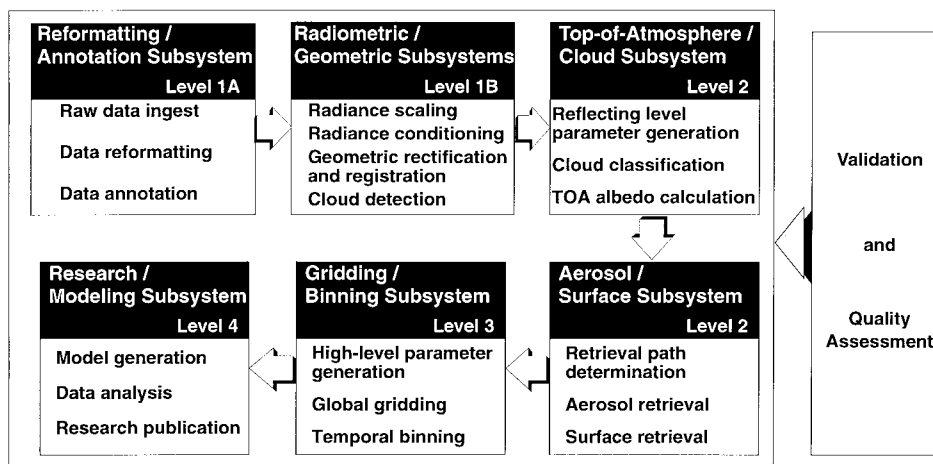 Reformatting /
Annotation Subsystem
Level 1A
Raw data ingest
Data reformatting
Data annotation
Radiometric /
Geometric Subsystems
Level 1B
Radiance scaling
Radiance conditioning
Geometric rectification
and registration
Cloud detection
Top-of-Atmosphere /
Cloud Subsystem
Level 2
Reflecting level
parameter generation
Cloud classification
TOA albedo calculation
Aerosol /
Surface Subsystem
Level 2
Retrieval path
determination
Aerosol retrieval
Surface retrieval
Gridding /
Binning Subsystem
Level 3
High-level parameter
generation
Global gridding
Temporal binning
Research /
Modeling Subsystem
Level 4
Model generation
Data analysis
Research publication
Validation
and
Quality
Assessment